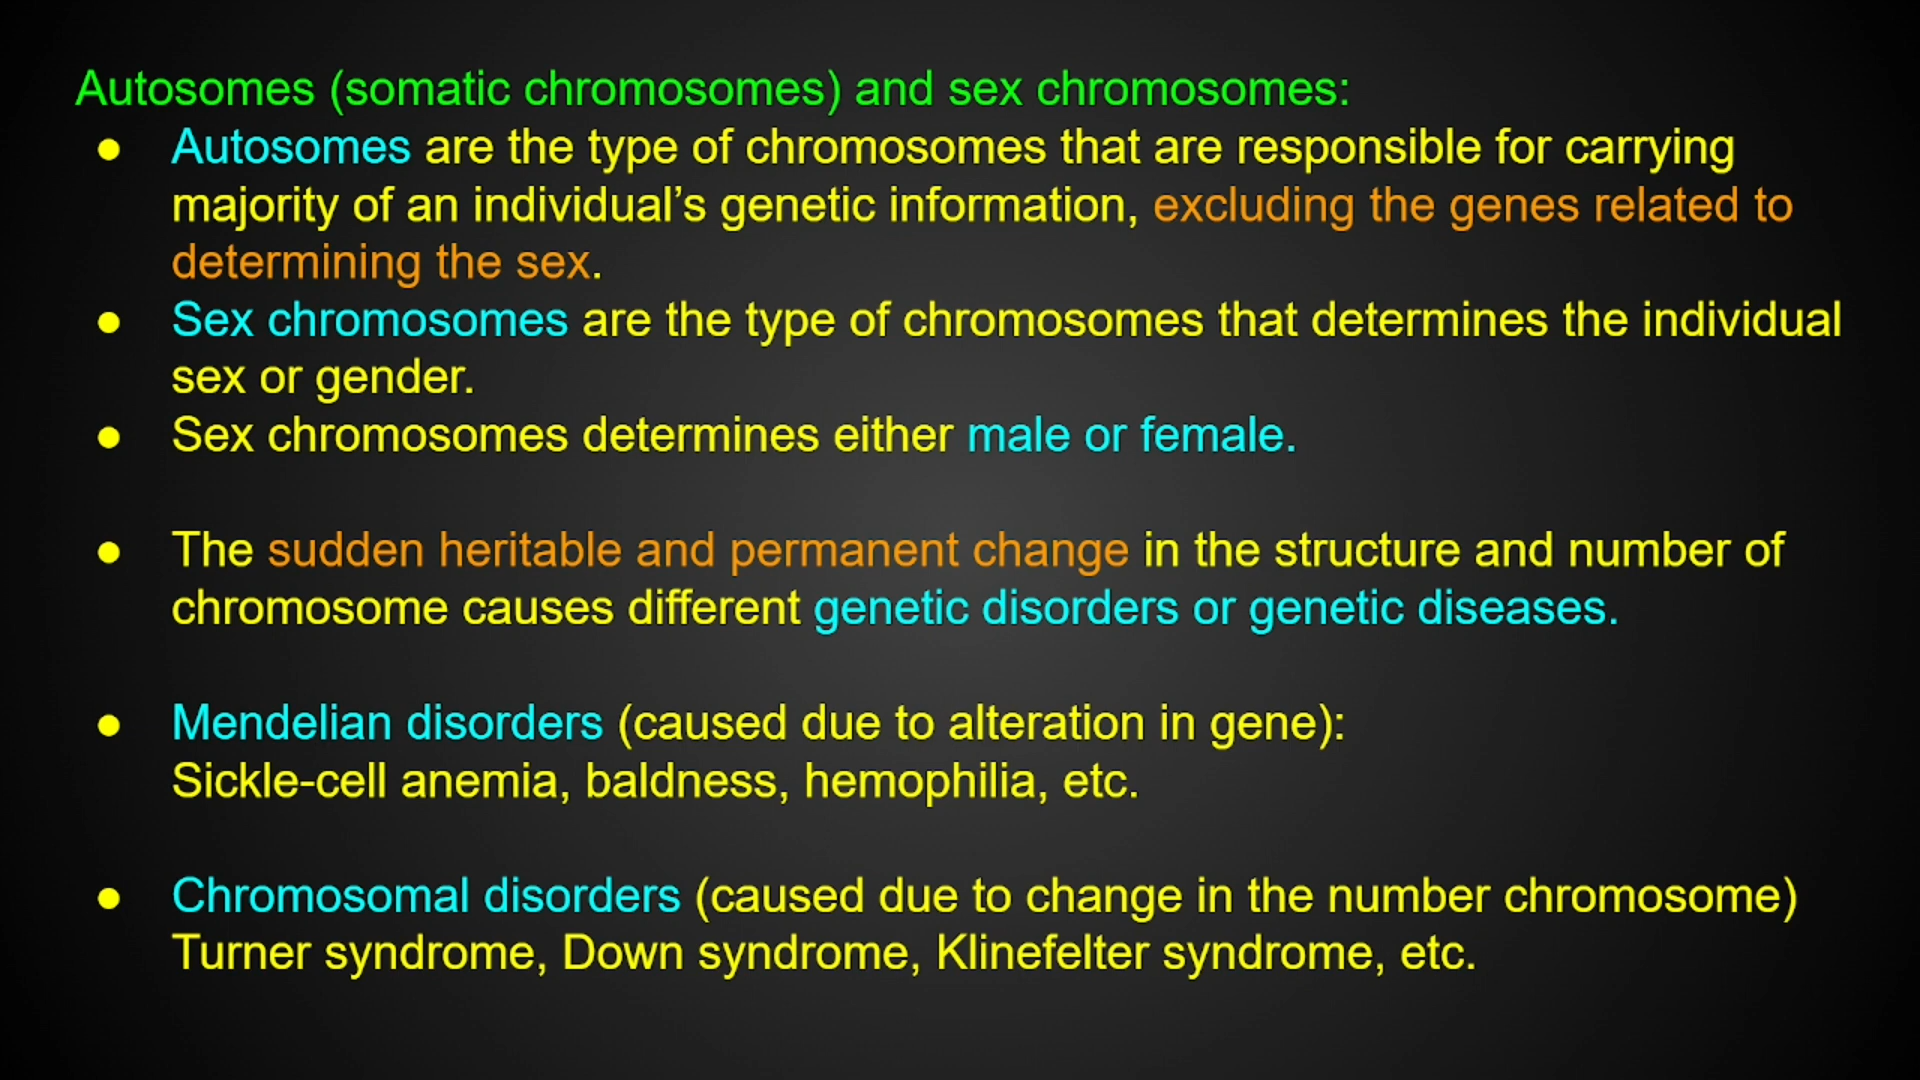 Autosomes (somatic chromosomes) and sex chromosomes:
● Autosomes are the type of chromosomes that are responsible for carrying
majority of an individual’s genetic information, excluding the genes related to
determining the sex.
● Sex chromosomes are the type of chromosomes that determines the individual
sex or gender.
● Sex chromosomes determines either male or female.
● The sudden heritable and permanent change in the structure and number of
chromosome causes different genetic disorders or genetic diseases.
● Mendelian disorders (caused due to alteration in gene):
Sickle-cell anemia, baldness, hemophilia, etc.
● Chromosomal disorders (caused due to change in the number chromosome)
Turner syndrome, Down syndrome, Klinefelter syndrome, etc.